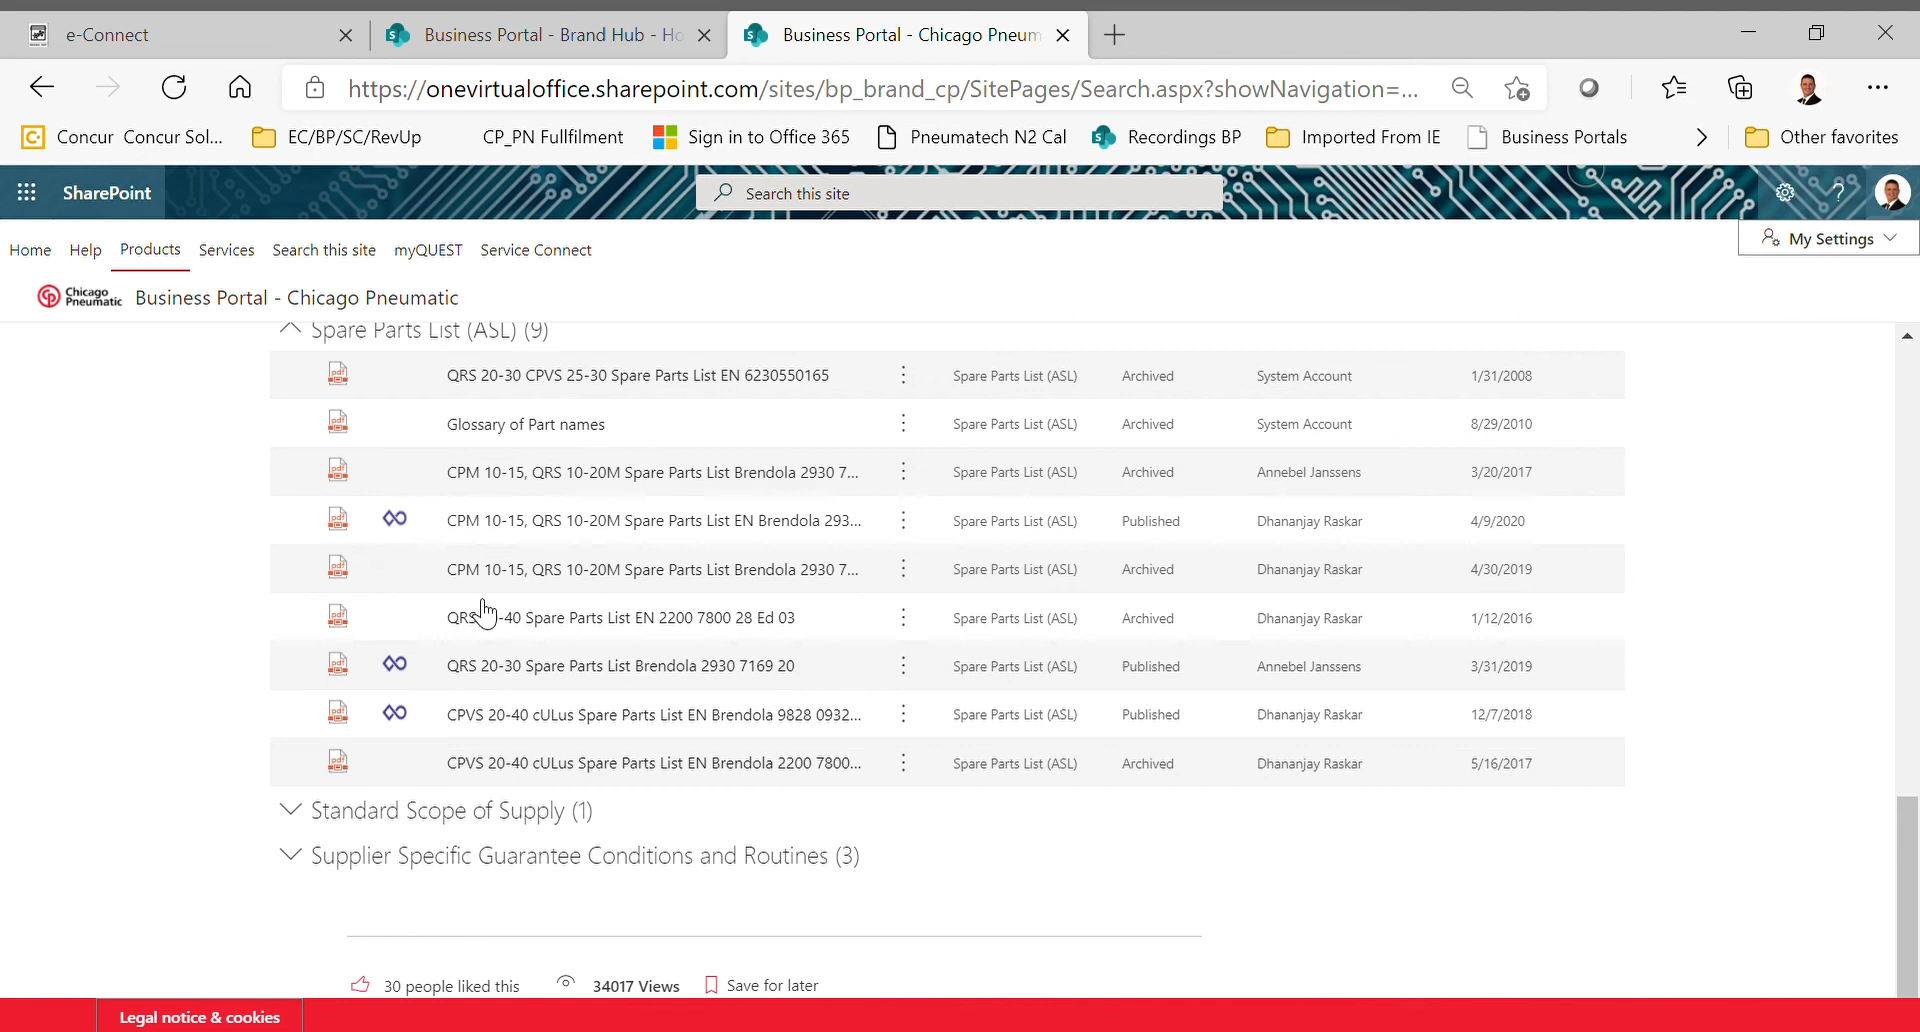 e-Connect
Business Portal - Brand Hub - Ho
Business Portal - Chicago Pneum
https://onevirtualoffice.sharepoint.com/sites/bp_brand_cp/SitePages/Search.aspx?showNavigation=...
Concur Concur Sol... EC/BP/SC/RevUp CP_PN Fullfilment Sign in to Office 365 Pneumatech N2 Cal Recordings BP Imported From IE Business Portals Other favorites
SharePoint Search this site
Home Help Products Services Search this site myQUEST Service Connect
My Settings
Chicago Pneumatic Business Portal - Chicago Pneumatic
Spare Parts List (ASL) (9)
pdf QRS 20-30 CPVS 25-30 Spare Parts List EN 6230550165 Spare Parts List (ASL) Archived System Account 1/31/2008
pdf Glossary of Part names Spare Parts List (ASL) Archived System Account 8/29/2010
pdf CPM 10-15, QRS 10-20M Spare Parts List Brendola 2930 7... Spare Parts List (ASL) Archived Annebel Janssens 3/20/2017
pdf CPM 10-15, QRS 10-20M Spare Parts List EN Brendola 293... Spare Parts List (ASL) Published Dhananjay Raskar 4/9/2020
pdf CPM 10-15, QRS 10-20M Spare Parts List Brendola 2930 7... Spare Parts List (ASL) Archived Dhananjay Raskar 4/30/2019
pdf QRS -40 Spare Parts List EN 2200 7800 28 Ed 03 Spare Parts List (ASL) Archived Dhananjay Raskar 1/12/2016
pdf QRS 20-30 Spare Parts List Brendola 2930 7169 20 Spare Parts List (ASL) Published Annebel Janssens 3/31/2019
pdf CPVS 20-40 cULus Spare Parts List EN Brendola 9828 0932... Spare Parts List (ASL) Published Dhananjay Raskar 12/7/2018
pdf CPVS 20-40 cULus Spare Parts List EN Brendola 2200 7800... Spare Parts List (ASL) Archived Dhananjay Raskar 5/16/2017
Standard Scope of Supply (1)
Supplier Specific Guarantee Conditions and Routines (3)
30 people liked this 34017 Views Save for later
Legal notice & cookies